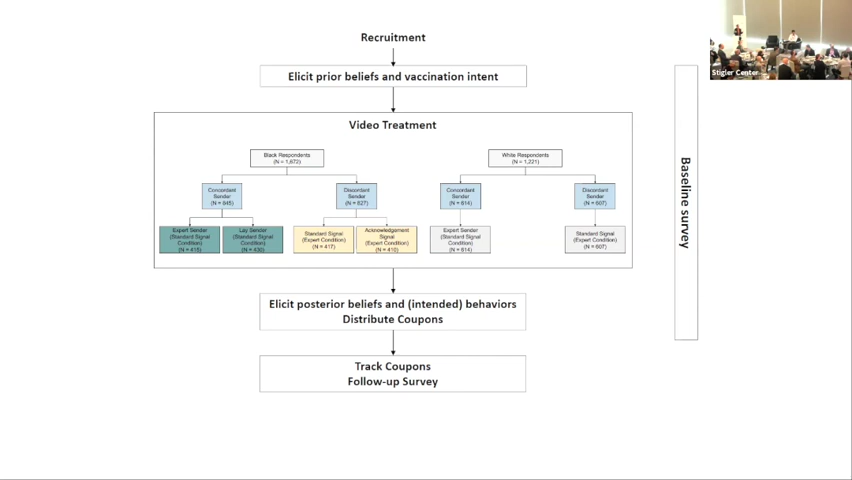 Recruitment
Stigler Center
Elicit prior beliefs and vaccination intent
Video Treatment
Black Respondents
(N = 1,672)
White Respondents
(N = 1,221)
Concordant
Sender
(N = 845)
Discordant
Sender
(N = 827)
Concordant
Sender
(N = 614)
Discordant
Sender
(N = 607)
Expert Sender
(Standard Signal
Condition)
(N = 415)
Lay Sender
(Standard Signal
Condition)
(N = 430)
Standard Signal
(Expert Condition)
(N = 417)
Acknowledgement
Signal
(Expert Condition)
(N = 410)
Expert Sender
(Standard Signal
Condition)
(N = 614)
Standard Signal
(Expert Condition)
(N = 607)
Baseline survey
Elicit posterior beliefs and (intended) behaviors
Distribute Coupons
Track Coupons
Follow-up Survey